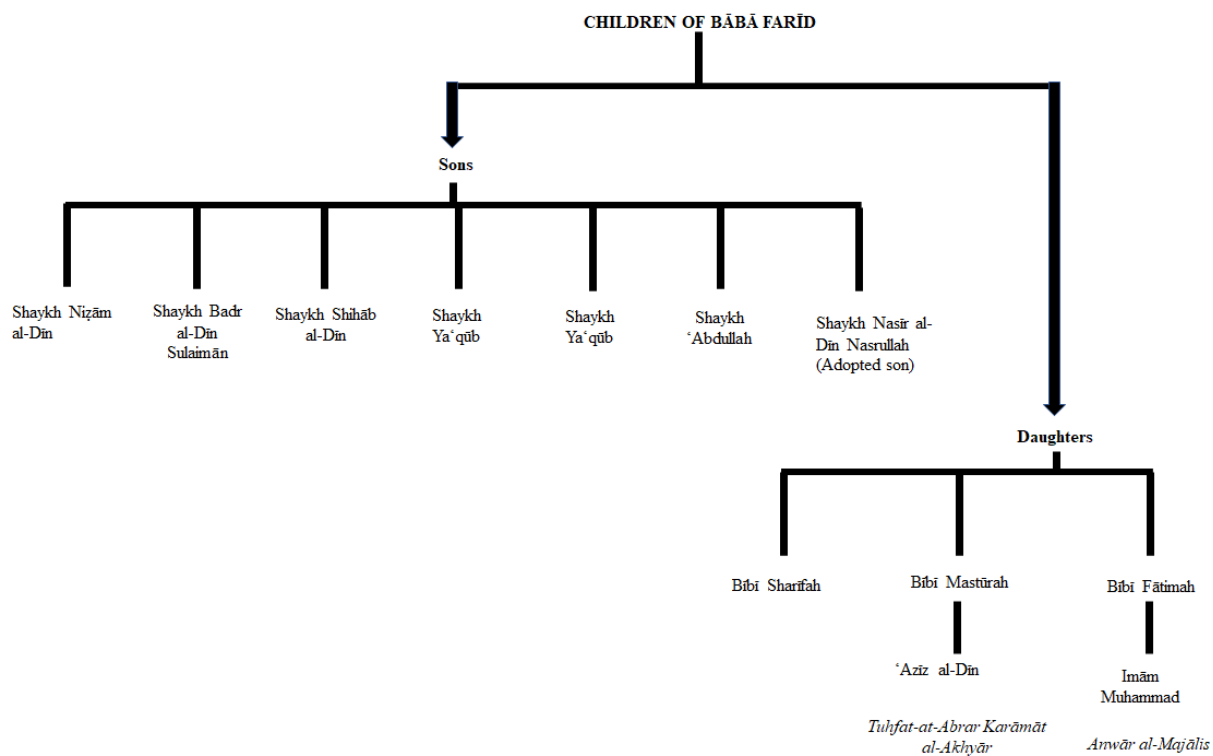 CHILDREN OF BĀBĀ FARĪD
Sons
Shaykh Niẓām
al-Dīn
Shaykh Badr
al-Dīn
Sulaimān
Shaykh Shihāb
al-Dīn
Shaykh
Ya‘qūb
Shaykh
Ya‘qūb
Shaykh
‘Abdullah
Shaykh Nasīr al-
Dīn Nasrullah
(Adopted son)
Daughters
Bībī Sharīfah
Bībī Mastūrah
Bībī Fātimah
‘Azīz al-Dīn
Imām
Muhammad
Tuhfat-at-Abrar Karāmāt
al-Akhyār
Anwār al-Majālis